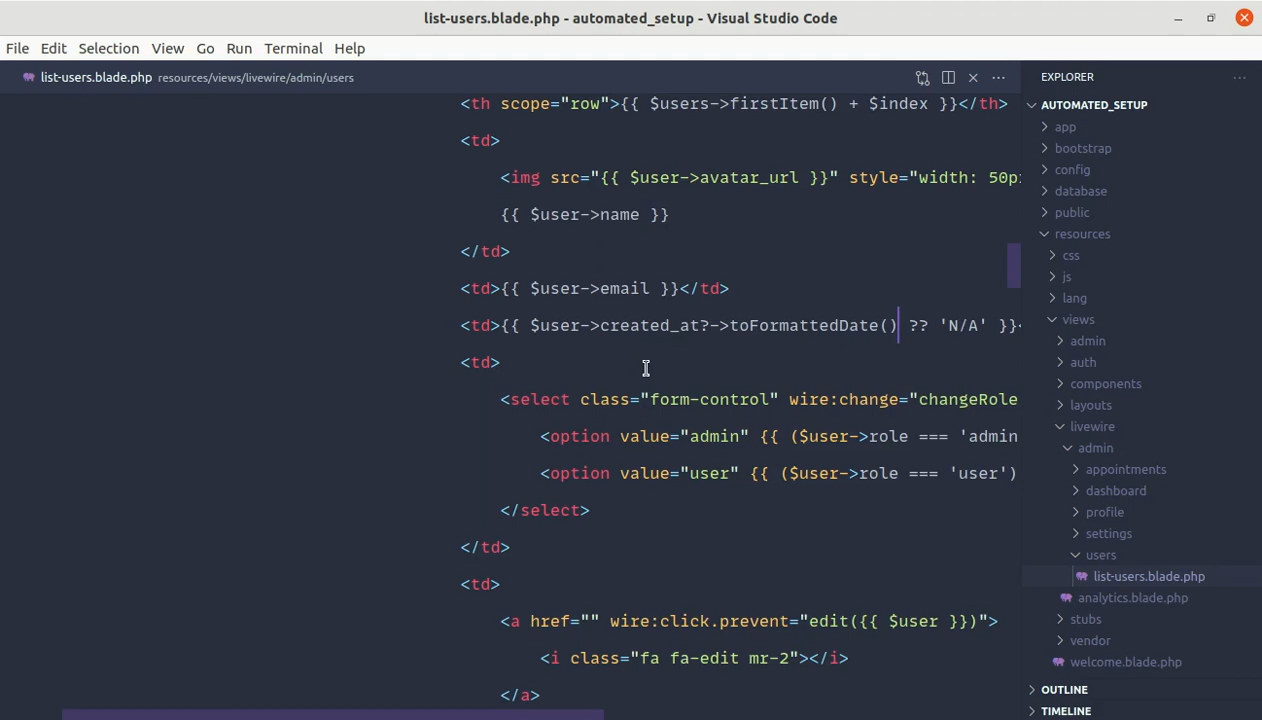 list-users.blade.php - automated_setup - Visual Studio Code
File Edit Selection View Go Run Terminal Help
list-users.blade.php resources/views/livewire/admin/users
<th scope="row">{{ $users->firstItem() + $index }}</th>
<td>
<img src="{{ $user->avatar_url }}" style="width: 50p
{{ $user->name }}
</td>
<td>{{ $user->email }}</td>
<td>{{ $user->created_at?->toFormattedDate() ?? 'N/A' }}<
<td>
<select class="form-control" wire:change="changeRole
<option value="admin" {{ ($user->role === 'admin
<option value="user" {{ ($user->role === 'user')
</select>
</td>
<td>
<a href="" wire:click.prevent="edit({{ $user }})">
<i class="fa fa-edit mr-2"></i>
</a>
EXPLORER
AUTOMATED_SETUP
app
bootstrap
config
database
public
resources
css
js
lang
views
admin
auth
components
layouts
livewire
admin
appointments
dashboard
profile
settings
users
list-users.blade.php
analytics.blade.php
stubs
vendor
welcome.blade.php
OUTLINE
TIMELINE